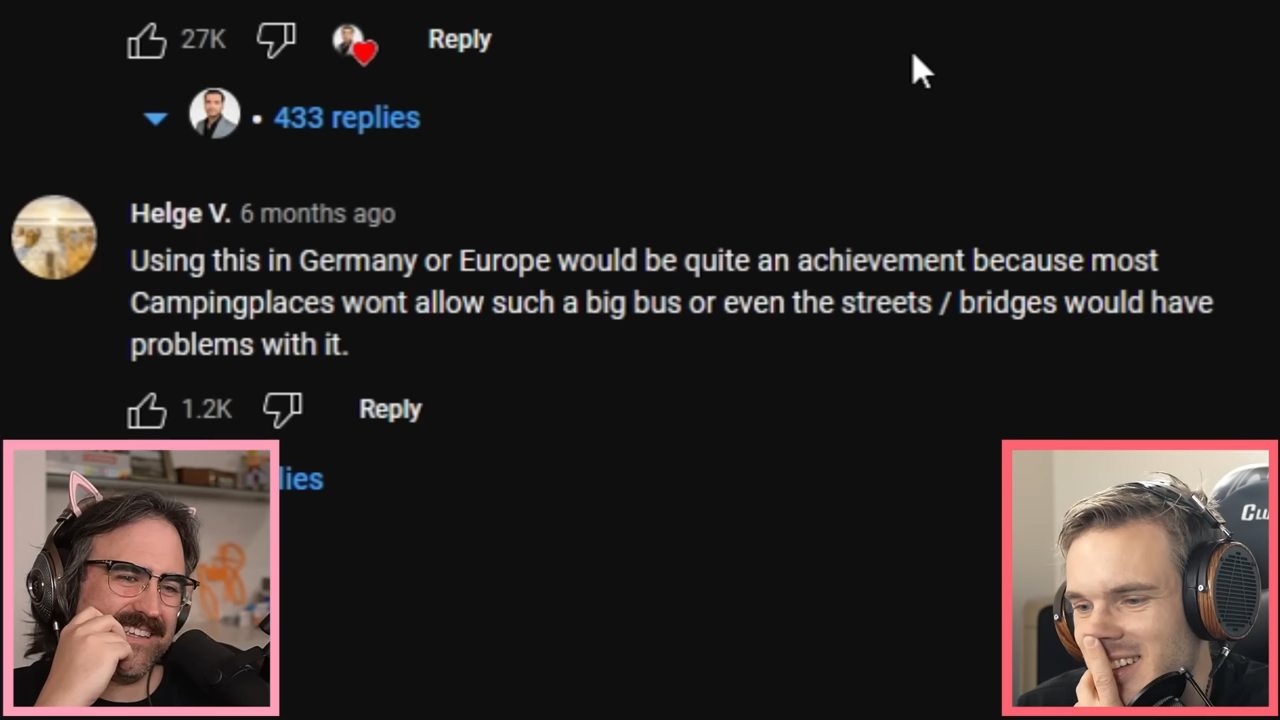 27K Reply
• 433 replies
Helge V. 6 months ago
Using this in Germany or Europe would be quite an achievement because most
Campingplaces wont allow such a big bus or even the streets / bridges would have
problems with it.
1.2K Reply
lies